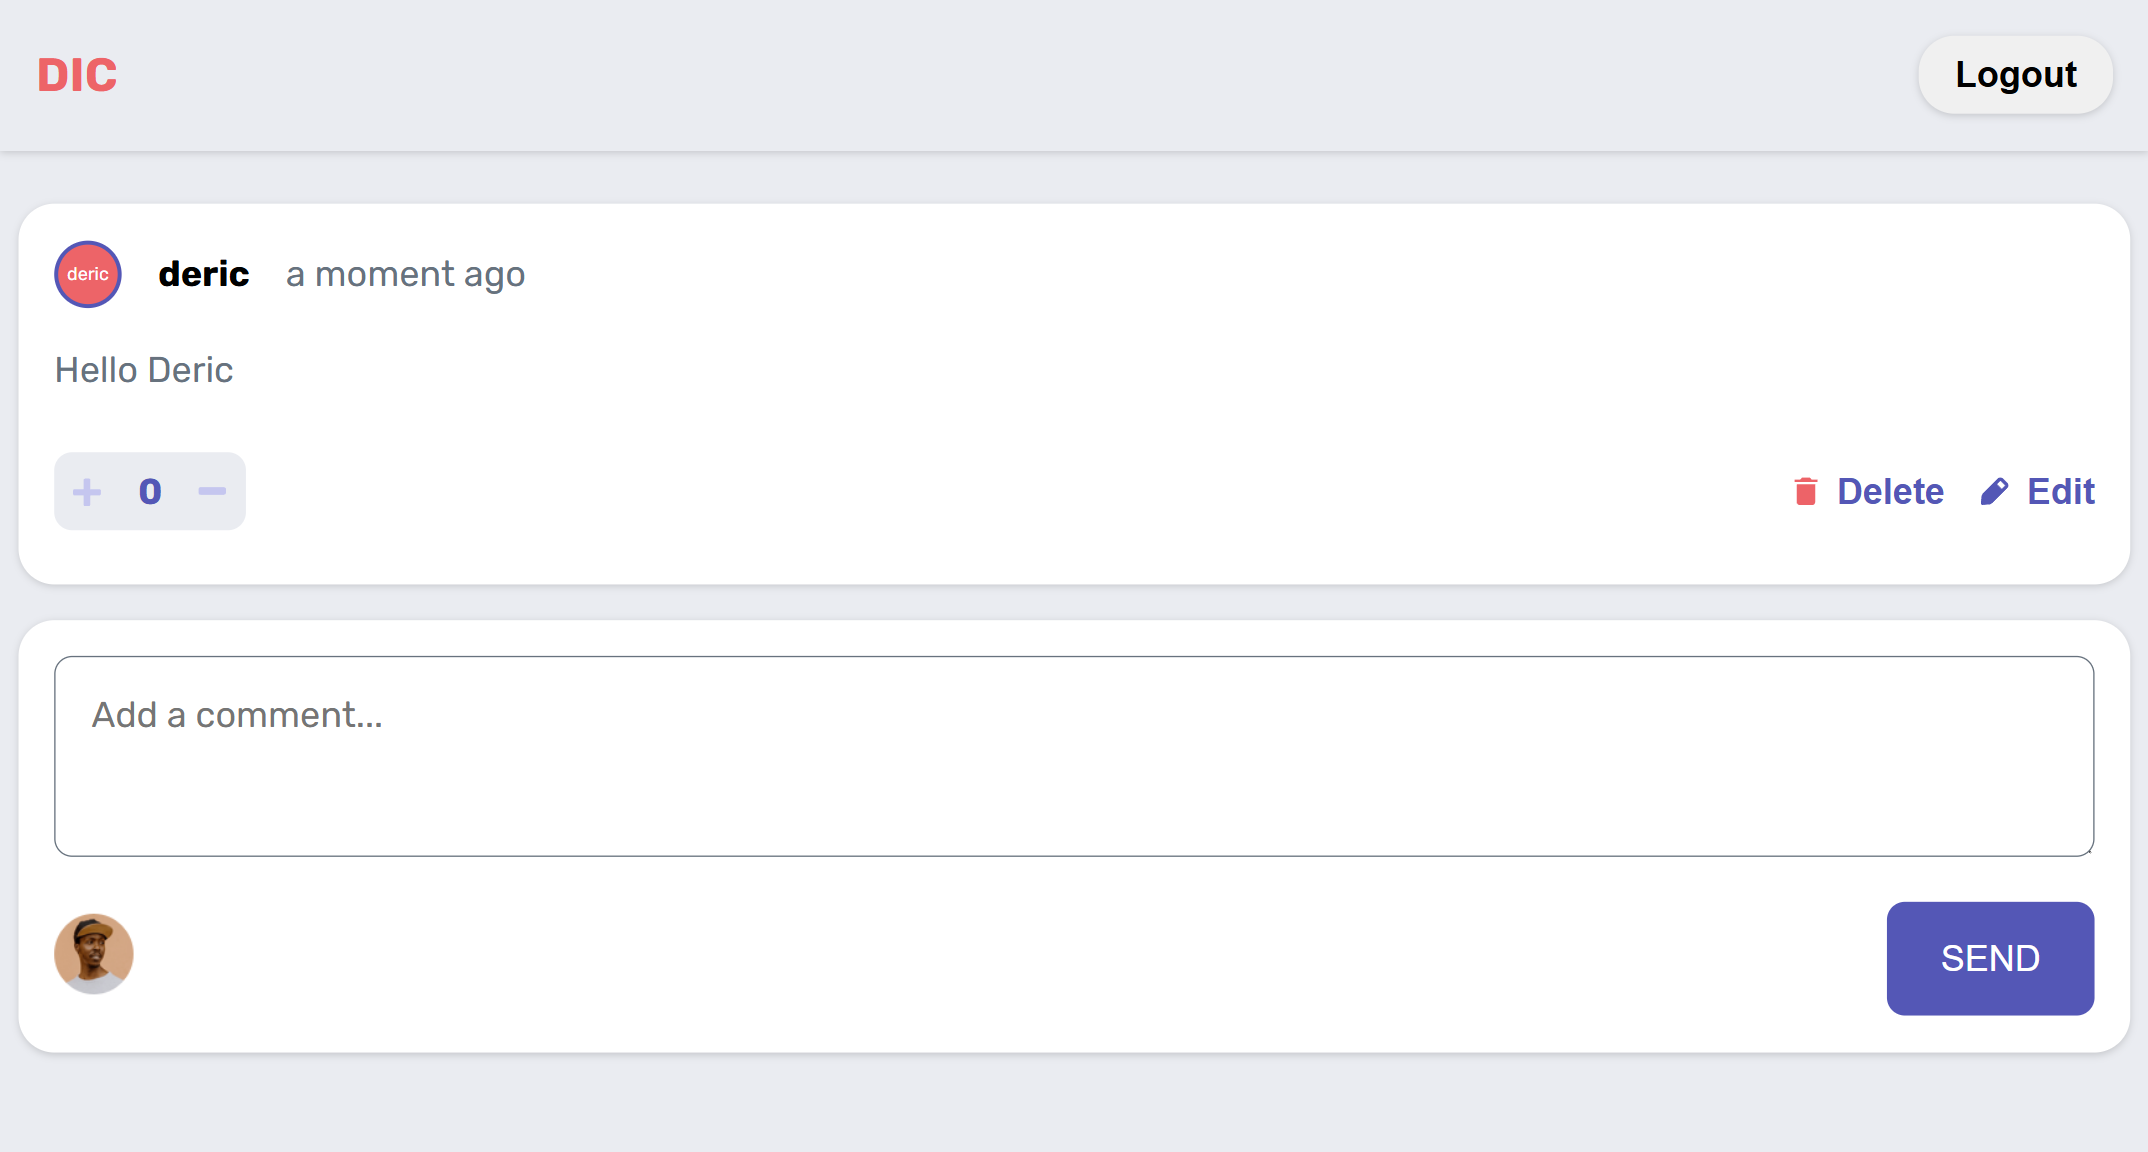 DIC
Logout
deric deric a moment ago
Hello Deric
0
Delete Edit
Add a comment...
SEND